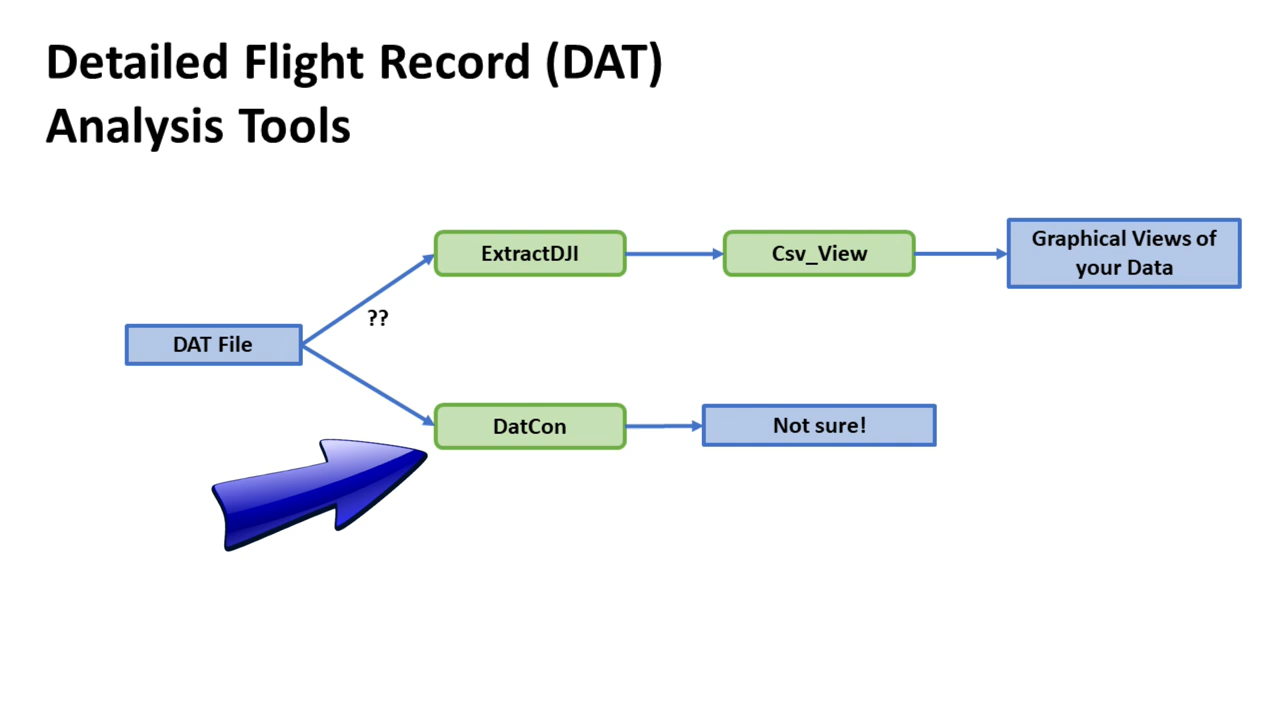 Detailed Flight Record (DAT)
Analysis Tools
ExtractDJI
Csv_View
Graphical Views of
your Data
??
DAT File
DatCon
Not sure!